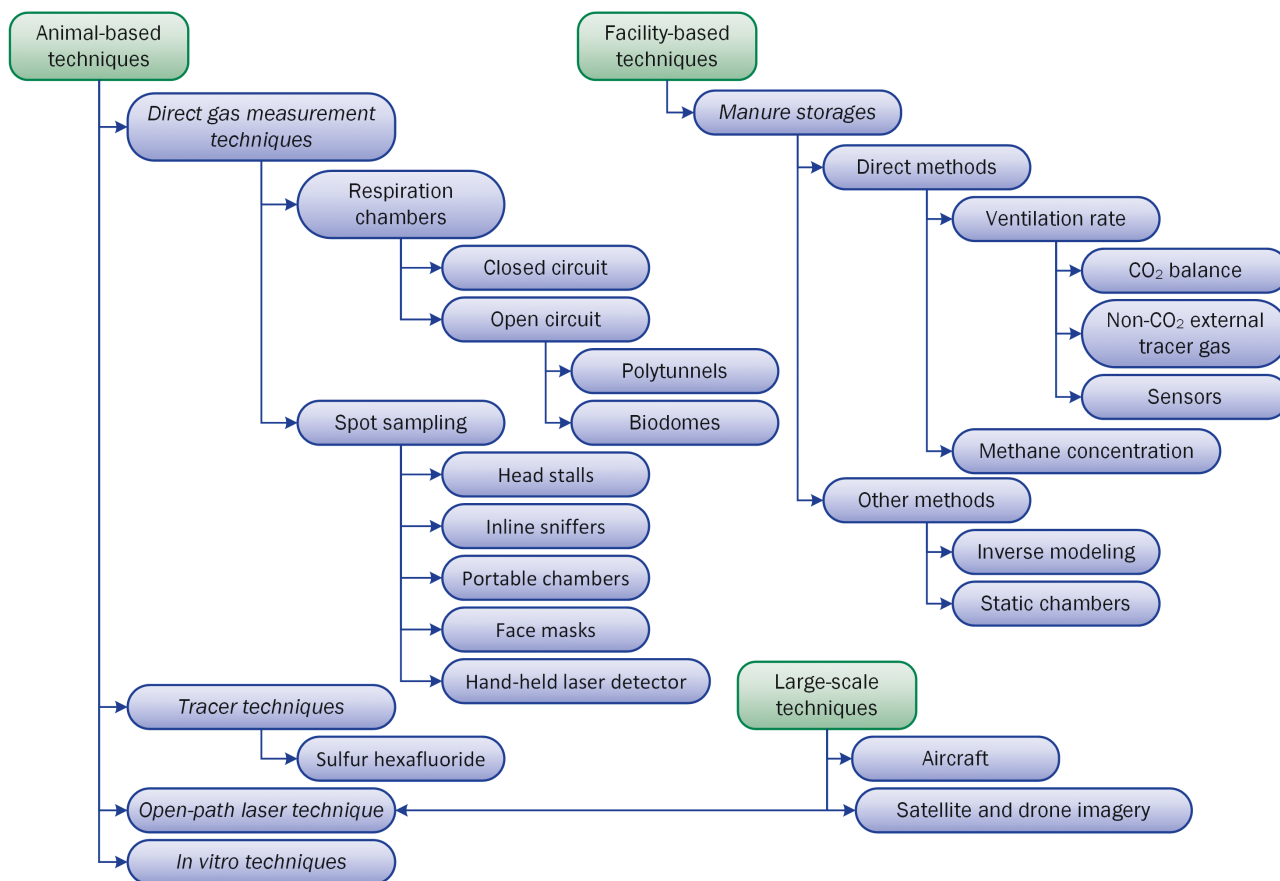 Animal-based
techniques
Direct gas measurement
techniques
Respiration
chambers
Closed circuit
Open circuit
Polytunnels
Biodomes
Spot sampling
Head stalls
Inline sniffers
Portable chambers
Face masks
Hand-held laser detector
Tracer techniques
Sulfur hexafluoride
Open-path laser technique
In vitro techniques
Facility-based
techniques
Manure storages
Direct methods
Ventilation rate
CO₂ balance
Non-CO₂ external
tracer gas
Sensors
Methane concentration
Other methods
Inverse modeling
Static chambers
Large-scale
techniques
Aircraft
Satellite and drone imagery